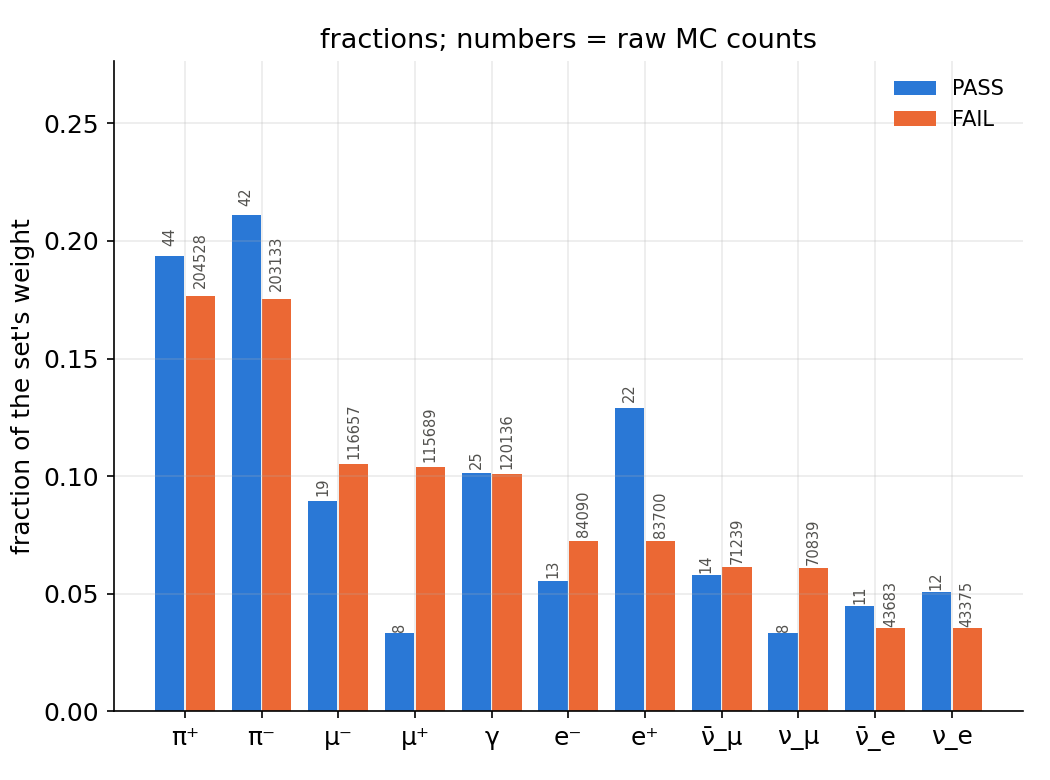 fractions; numbers = raw MC counts
PASS
FAIL
fraction of the set's weight
0.25
0.20
0.15
0.10
0.05
0.00
44
204528
42
203133
19
116657
8
115689
25
120136
13
84090
22
83700
14
71239
8
70839
11
43683
12
43375
π⁺
π⁻
μ⁻
μ⁺
γ
e⁻
e⁺
ν̄_μ
ν_μ
ν̄_e
ν_e